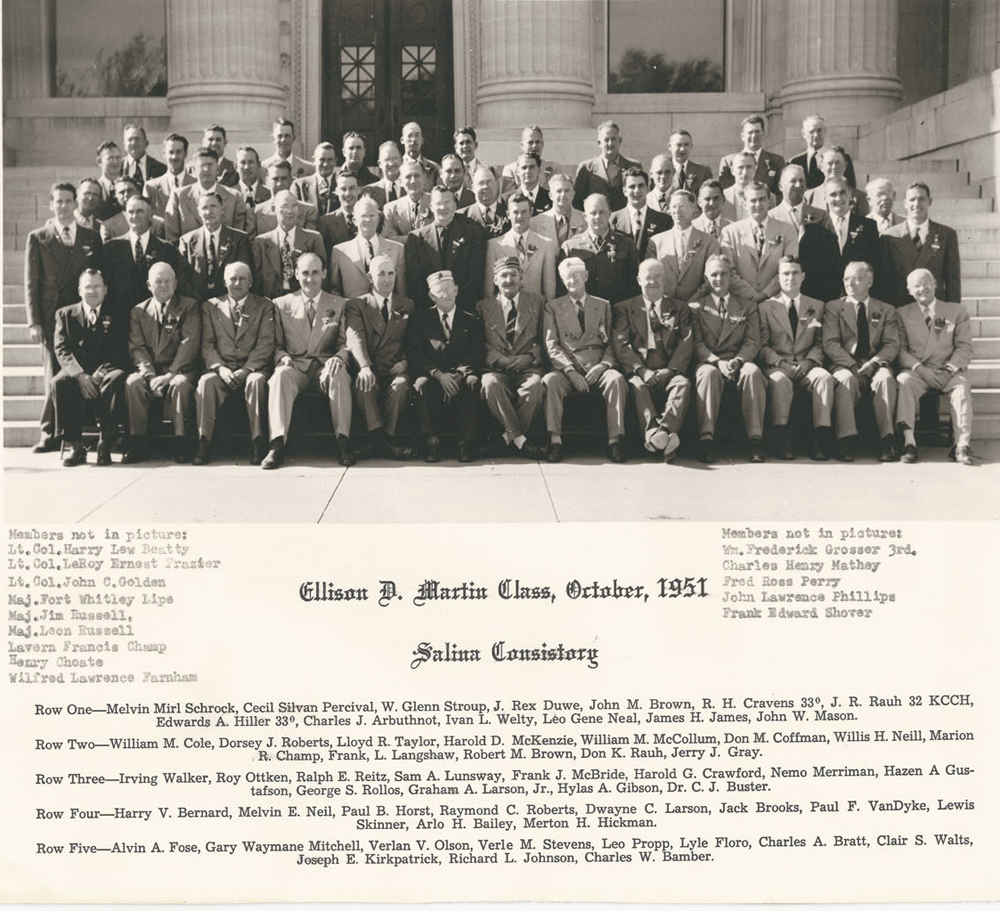 Members not in picture:
Lt.Col.Harry Lew Beatty
Lt.Col.LeRoy Ernest Frazier
Lt.Col.John C.Golden
Maj.Fort Whitley Lipe
Maj.Jim Russell,
Maj.Leon Russell
Lavern Francis Champ
Henry Choate
Wilfred Lawrence Farnham
Members not in picture:
Wm.Frederick Grosser 3rd.
Charles Henry Mathey
Fred Ross Perry
John Lawrence Phillips
Frank Edward Shover
Ellison D. Martin Class, October, 1951
Salina Consistory
Row One—Melvin Mirl Schrock, Cecil Silvan Percival, W. Glenn Stroup, J. Rex Duwe, John M. Brown, R. H. Cravens 33º, J. R. Rauh 32 KCCH,
Edwards A. Hiller 33º, Charles J. Arbuthnot, Ivan L. Welty, Leo Gene Neal, James H. James, John W. Mason.
Row Two—William M. Cole, Dorsey J. Roberts, Lloyd R. Taylor, Harold D. McKenzie, William M. McCollum, Don M. Coffman, Willis H. Neill, Marion
R. Champ, Frank, L. Langshaw, Robert M. Brown, Don K. Rauh, Jerry J. Gray.
Row Three—Irving Walker, Roy Ottken, Ralph E. Reitz, Sam A. Lunsway, Frank J. McBride, Harold G. Crawford, Nemo Merriman, Hazen A Gus-
tafson, George S. Rollos, Graham A. Larson, Jr., Hylas A. Gibson, Dr. C. J. Buster.
Row Four—Harry V. Bernard, Melvin E. Neil, Paul B. Horst, Raymond C. Roberts, Dwayne C. Larson, Jack Brooks, Paul F. VanDyke, Lewis
Skinner, Arlo H. Bailey, Merton H. Hickman.
Row Five—Alvin A. Fose, Gary Waymane Mitchell, Verlan V. Olson, Verle M. Stevens, Leo Propp, Lyle Floro, Charles A. Bratt, Clair S. Walts,
Joseph E. Kirkpatrick, Richard L. Johnson, Charles W. Bamber.